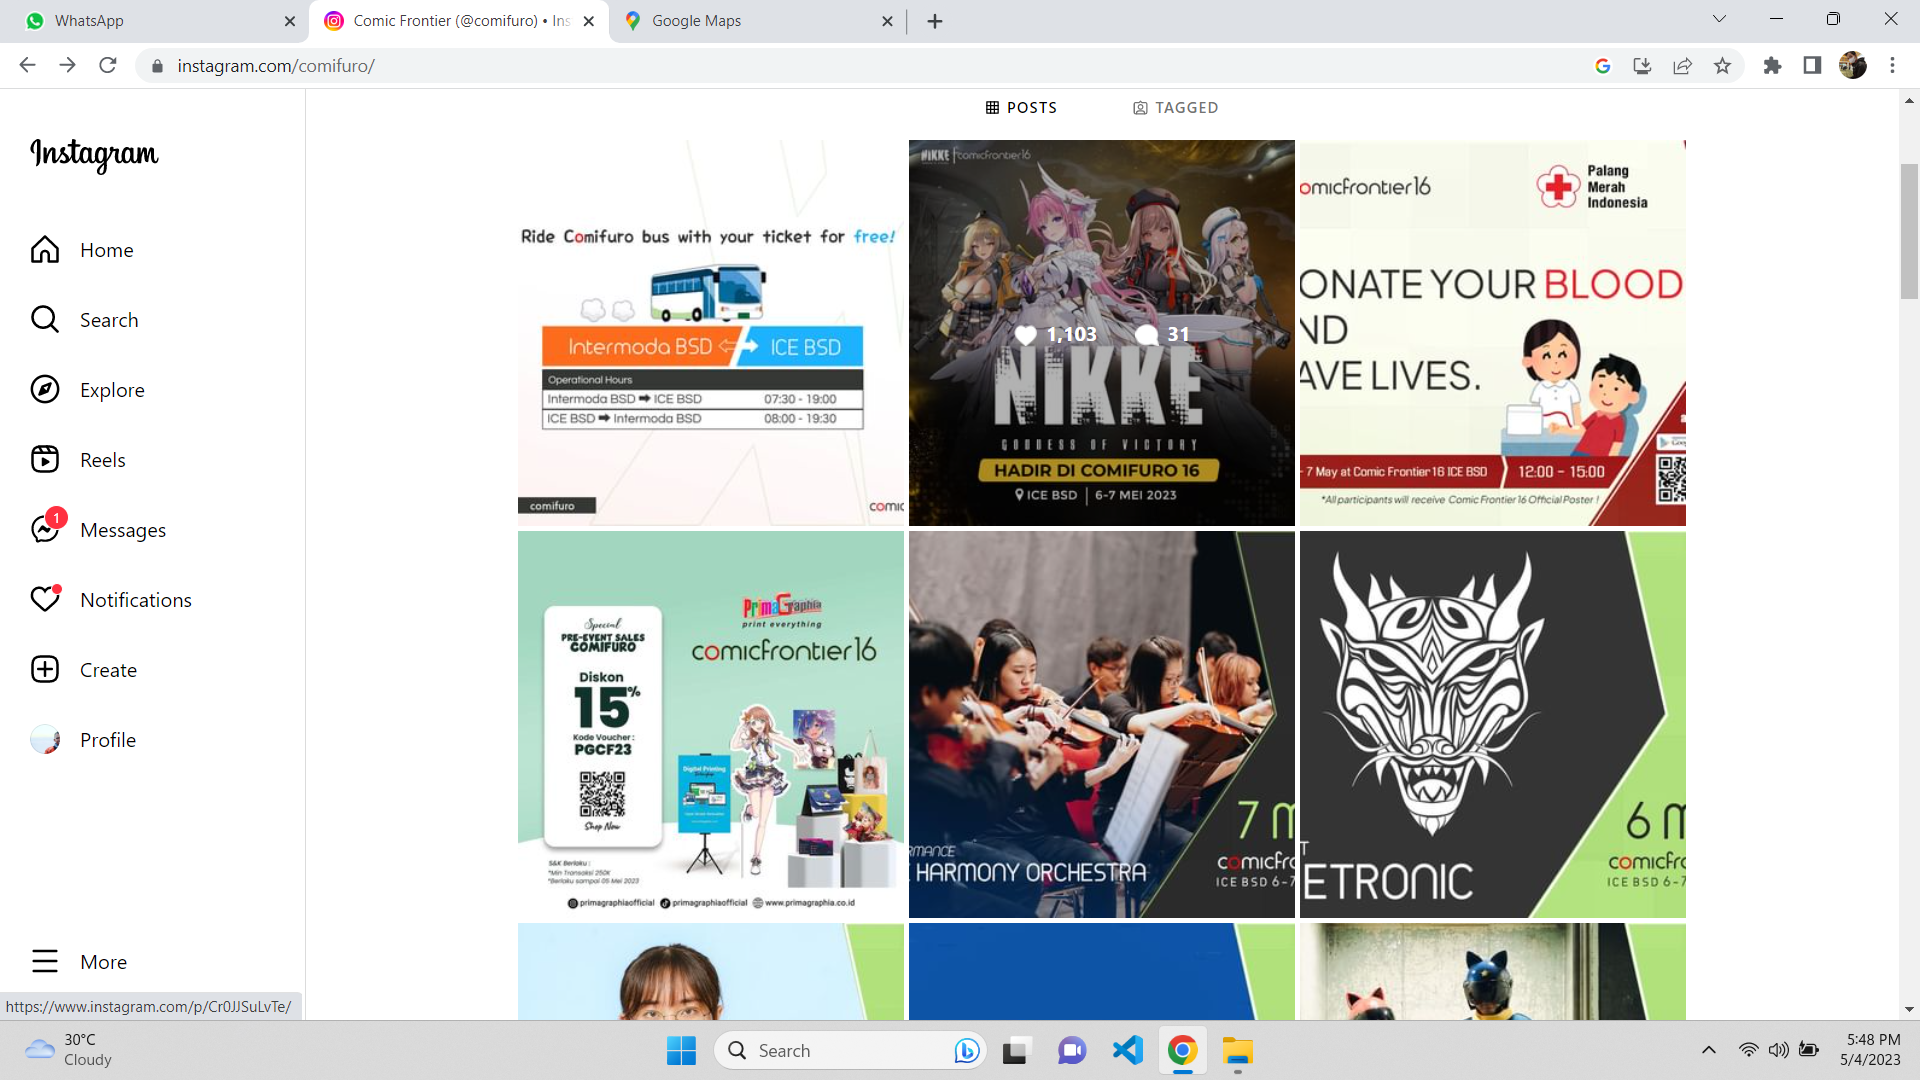 WhatsApp
Comic Frontier (@comifuro) • Ins
Google Maps
instagram.com/comifuro/
Instagram
Home
Search
Explore
Reels
1
Messages
Notifications
Create
Profile
More
https://www.instagram.com/p/Cr0JJSuLvTe/
POSTS
TAGGED
Ride Comifuro bus with your ticket for free!
Intermoda BSD
ICE BSD
Operational Hours
Intermoda BSD ➡ ICE BSD 07:30 - 19:00
ICE BSD ➡ Intermoda BSD 08:00 - 19:30
comifuro
comic
NIKKE | comicfrontier16
1,103 31
NIKKE
GODDESS OF VICTORY
HADIR DI COMIFURO 16
ICE BSD | 6-7 MEI 2023
omicfrontier16
Palang
Merah
Indonesia
ONATE YOUR BLOOD
ND
AVE LIVES.
- 7 May at Comic Frontier 16 ICE BSD 12:00 - 15:00
*All participants will receive Comic Frontier 16 Official Poster !
Special
PRE-EVENT SALES
COMIFURO
Diskon
15%
Kode Voucher :
PGCF23
Shop Now
S&K Berlaku :
*Min Transaksi 250K
*Berlaku sampai 05 Mei 2023
PrimaGraphia
print everything
comicfrontier16
Digital Printing
primagraphiaofficial primagraphiaofficial www.primagraphia.co.id
RMANCE
HARMONY ORCHESTRA
7 M
comicfro
ICE BSD 6-7
T
ETRONIC
6 M
comicfro
ICE BSD 6-7
30°C
Cloudy
Search
5:48 PM
5/4/2023